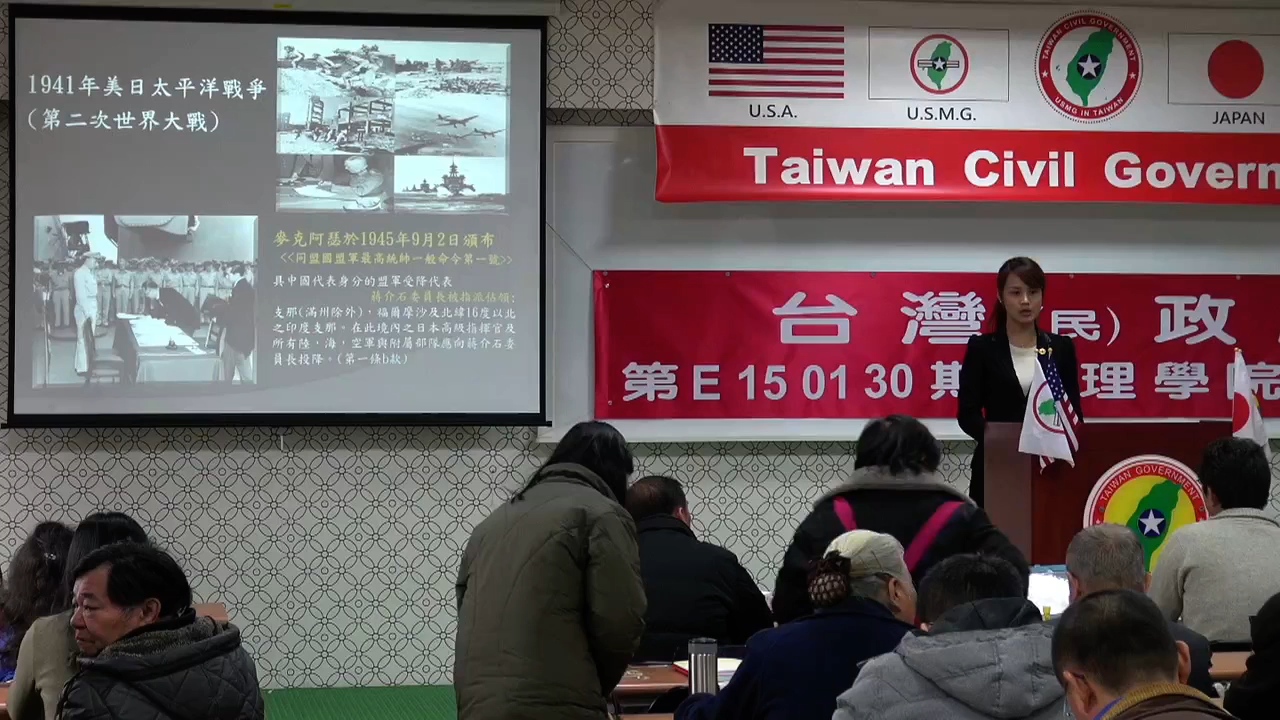 1941年美日太平洋戰爭
(第二次世界大戰)
麥克阿瑟於1945年9月2日頒布
<<同盟國盟軍最高統帥一般命令第一號>>
具中國代表身分的盟軍受降代表
蔣介石委員長被指派佔領:
支那(滿州除外),福爾摩沙及北緯16度以北
之印度支那。在此境內之日本高級指揮官及
所有陸,海,空軍與附屬部隊應向蔣介石委
員長投降。(第一條b款)
U.S.A.
U.S.M.G.
TAIWAN CIVIL GOVERNMENT
USMG IN TAIWAN
JAPAN
Taiwan Civil Govern
台灣 民) 政
第E 15 01 30 期 理學院
TAIWAN GOVERNMENT